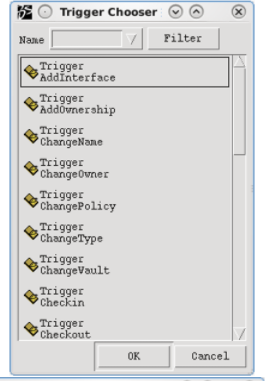 Trigger Chooser
Name
Filter
Trigger
AddInterface
Trigger
AddOwnership
Trigger
ChangeName
Trigger
ChangeOwner
Trigger
ChangePolicy
Trigger
ChangeType
Trigger
ChangeVault
Trigger
Checkin
Trigger
Checkout
OK Cancel